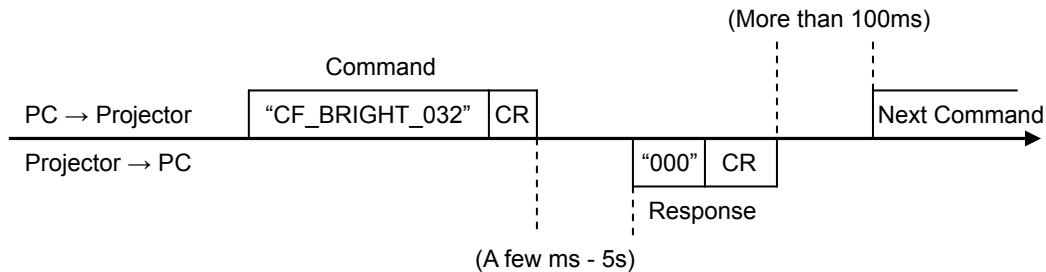 (More than 100ms)
Command
PC → Projector
“CF_BRIGHT_032”
CR
Next Command
Projector → PC
“000”
CR
Response
(A few ms - 5s)